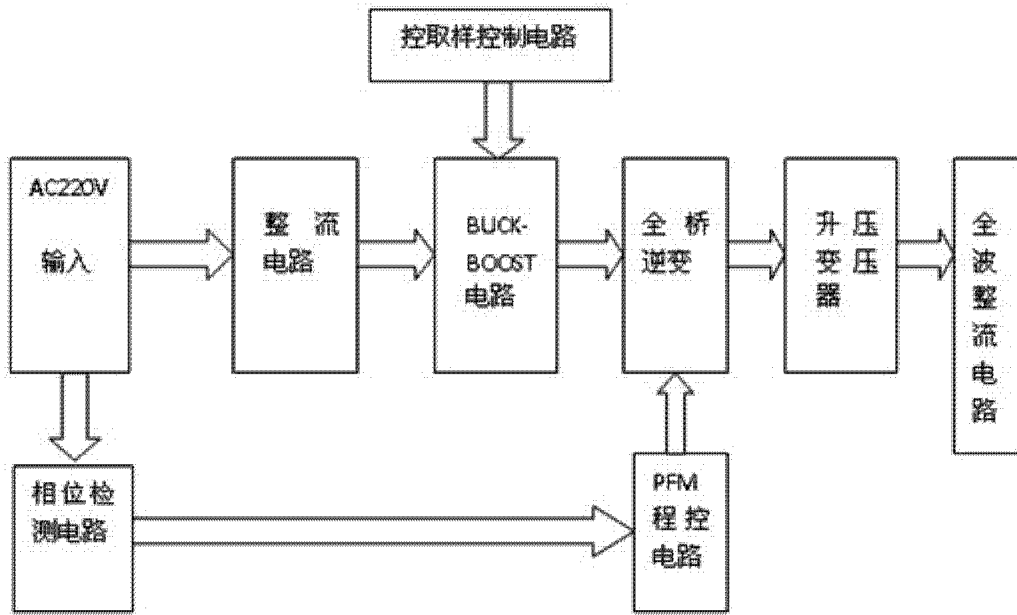 控取样控制电路
AC220V
输入
整流
电路
BUCK-
BOOST
电路
全桥
逆变
升压
变压
器
全
波
整
流
电
路
相位检
测电路
PFM
程控
电路